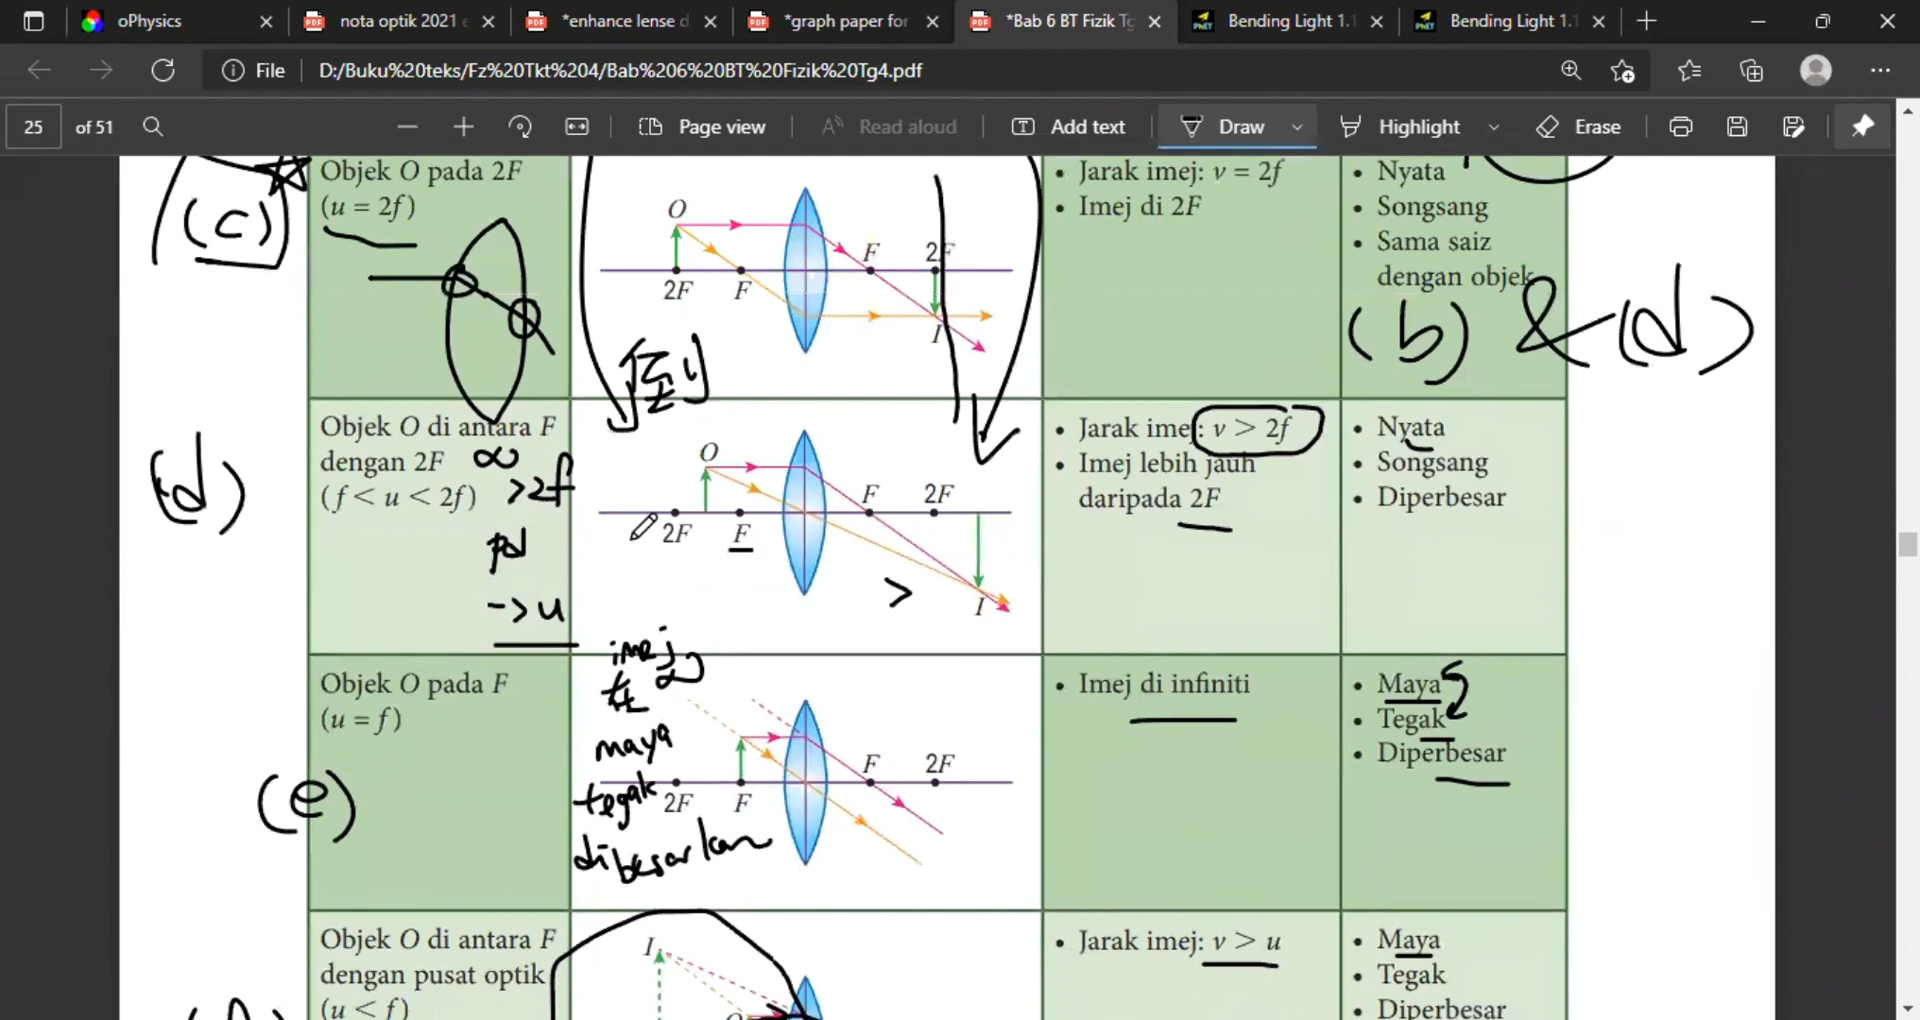 oPhysics
nota optik 2021 e
*enhance lense d
*graph paper for
*Bab 6 BT Fizik Tg
Bending Light 1.1
Bending Light 1.1
File
D:/Buku%20teks/Fz%20Tkt%204/Bab%206%20BT%20Fizik%20Tg4.pdf
25 of 51
Page view
Read aloud
Add text
Draw
Highlight
Erase
(c)
Objek O pada 2F
(u = 2f)
O
F
2F
2F
F
I
• Jarak imej: v = 2f
• Imej di 2F
• Nyata
• Songsang
• Sama saiz
dengan objek
(b) & (d)
(d)
Objek O di antara F
dengan 2F
(f < u < 2f)
∞
>2f
pd
-> u
O
F
2F
2F
F
>
I
• Jarak imej: v > 2f
• Imej lebih jauh
daripada 2F
• Nyata
• Songsang
• Diperbesar
(e)
Objek O pada F
(u = f)
imej
∞
maya
tegak
dibesarkan
F
2F
2F
F
• Imej di infiniti
• Maya
• Tegak
• Diperbesar
Objek O di antara F
dengan pusat optik
(u < f)
I
O
• Jarak imej: v > u
• Maya
• Tegak
• Diperbesar